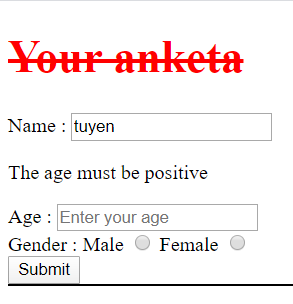 Your anketa
Name : tuyen
The age must be positive
Age : Enter your age
Gender : Male Female
Submit